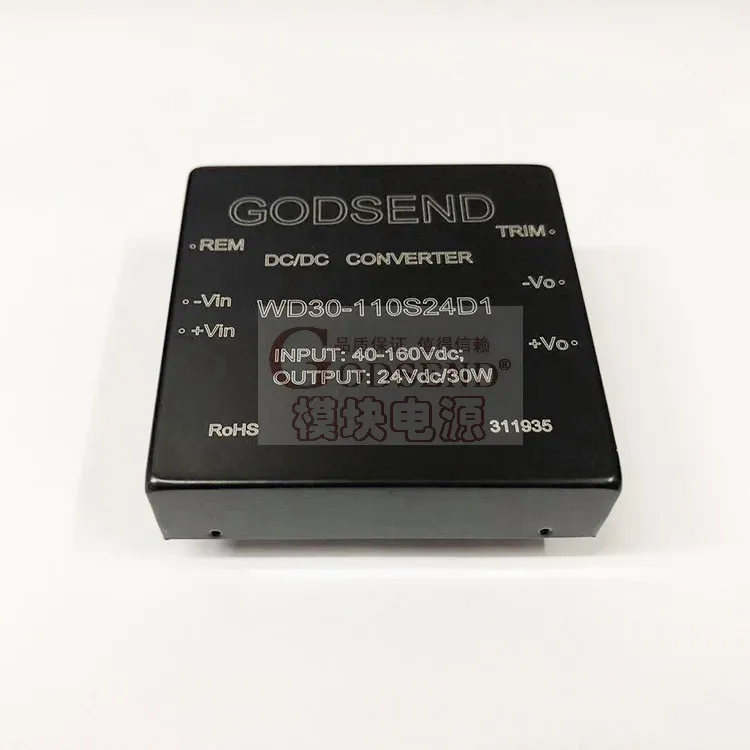 GODSEND
REM
TRIM
DC/DC CONVERTER
-Vin
-Vo
WD30-110S24D1
+Vin
+Vo
品质保证 值得信赖
INPUT: 40-160Vdc;
GODSEND®
OUTPUT: 24Vdc/30W
模块电源
RoHS
311935